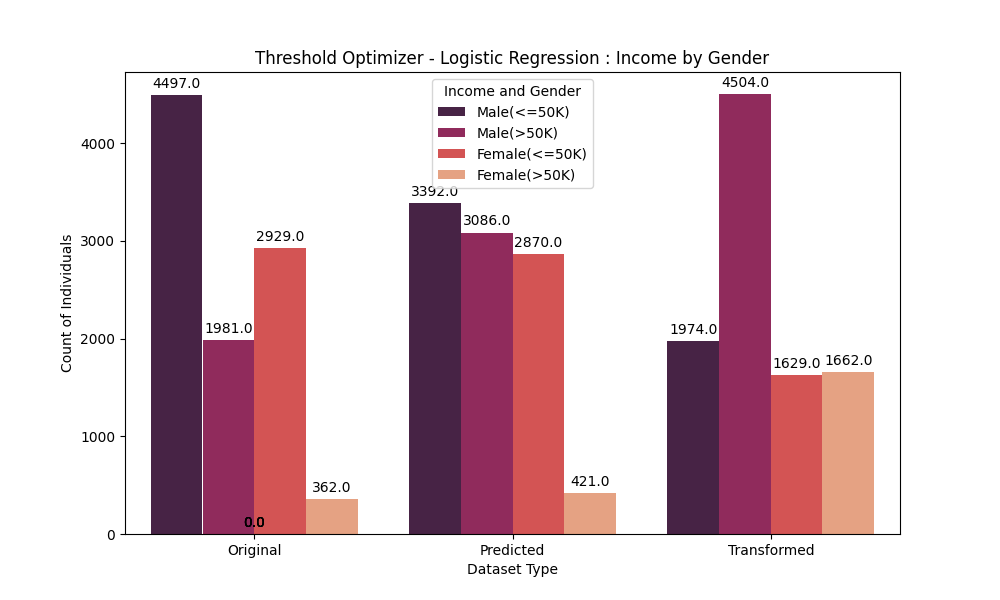 Threshold Optimizer - Logistic Regression : Income by Gender
Income and Gender
Male(<=50K)
Male(>50K)
Female(<=50K)
Female(>50K)
Count of Individuals
4000
3000
2000
1000
0
4497.0
1981.0
2929.0
362.0
0.0
3392.0
3086.0
2870.0
421.0
1974.0
4504.0
1629.0
1662.0
Original
Predicted
Transformed
Dataset Type